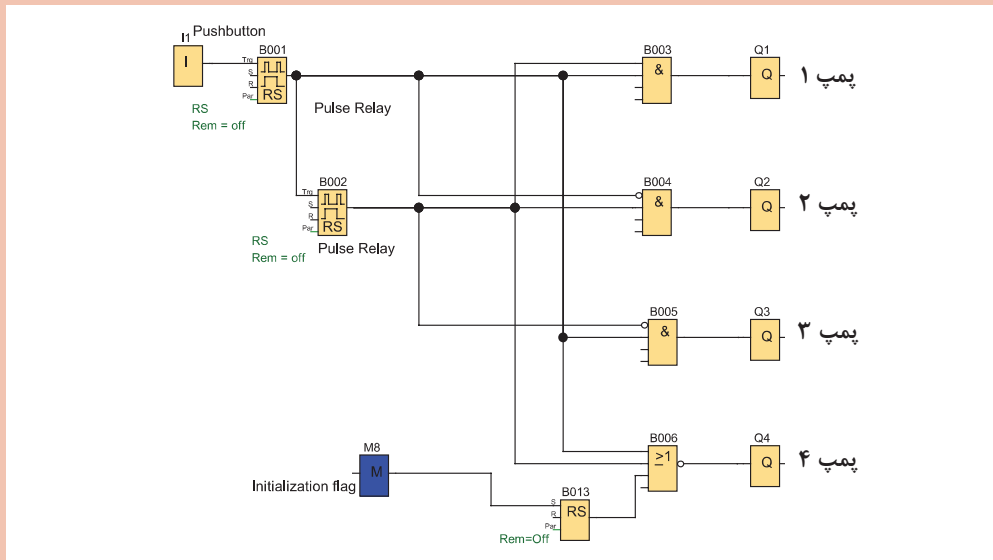 I1 Pushbutton
I
B001
Trg
S
R
Par
RS
RS
Rem = off
Pulse Relay
B002
Trg
S
R
Par
RS
RS
Rem = off
Pulse Relay
B003
&
Q1
Q
پمپ ۱
B004
&
Q2
Q
پمپ ۲
B005
&
Q3
Q
پمپ ۳
B006
≥1
Q4
Q
پمپ ۴
M8
M
Initialization flag
B013
S
R
Par
RS
Rem=Off